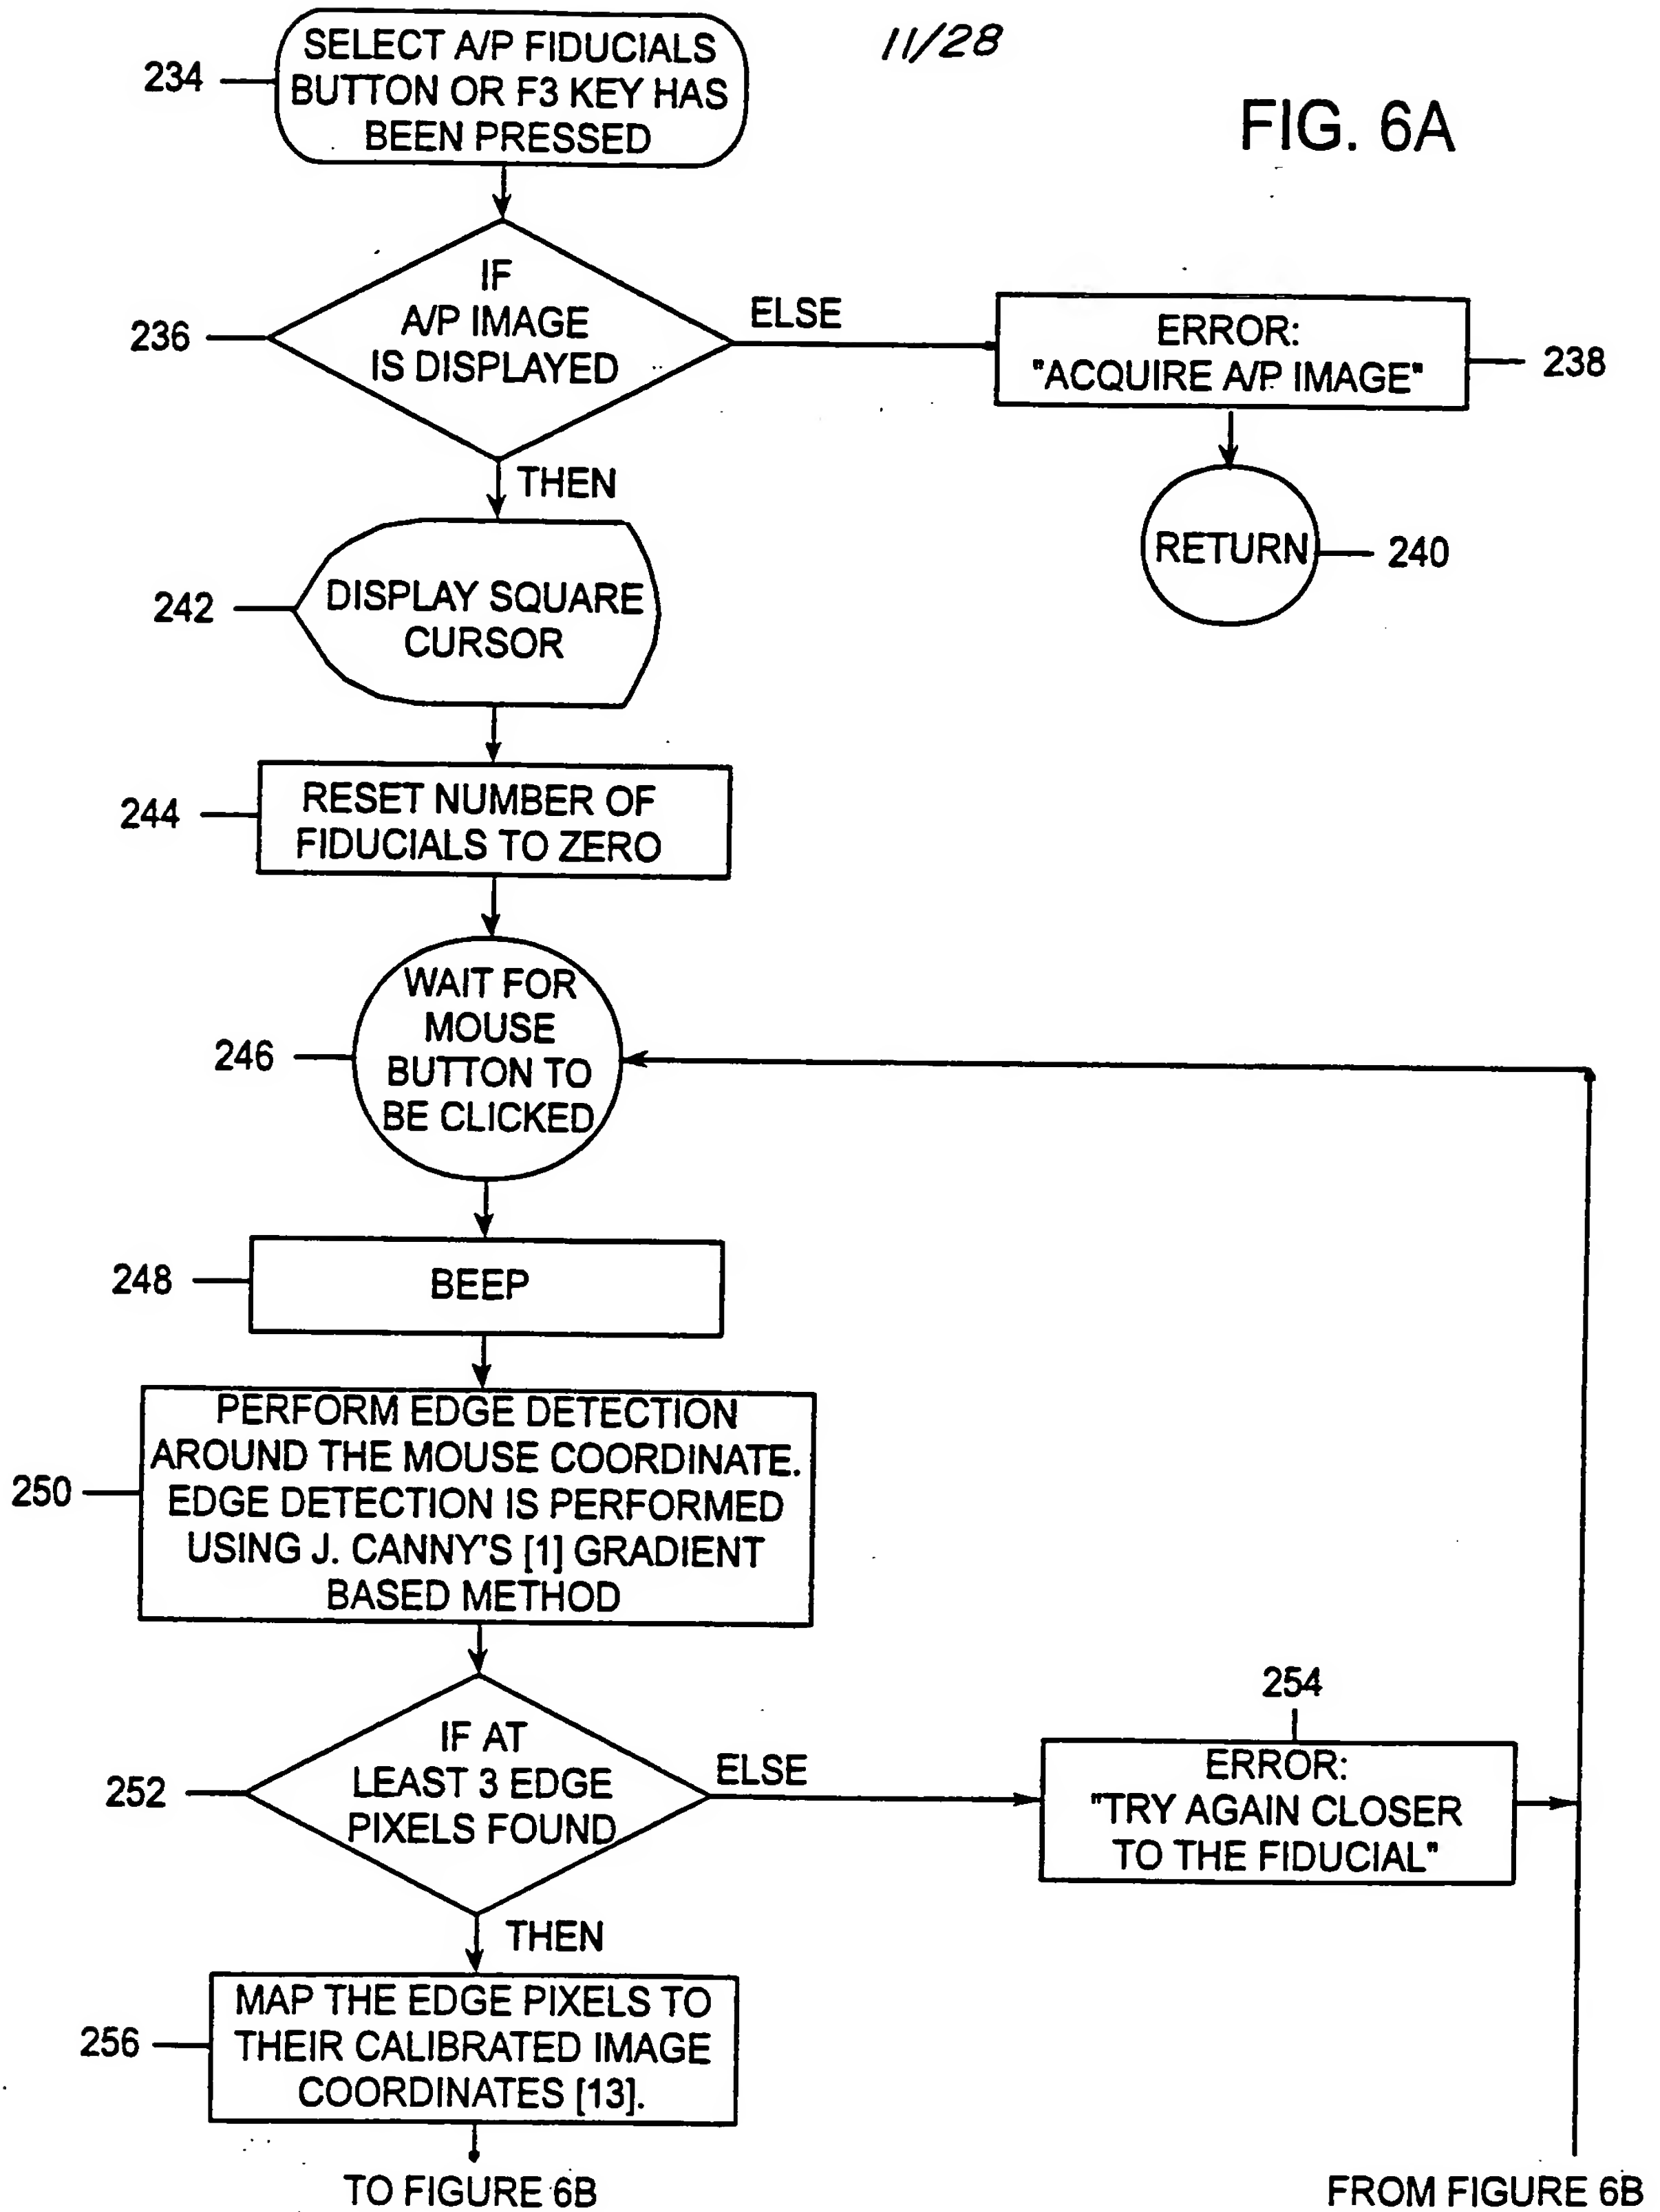 11/28
FIG. 6A
234
SELECT A/P FIDUCIALS
BUTTON OR F3 KEY HAS
BEEN PRESSED
236
IF
A/P IMAGE
IS DISPLAYED
ELSE
ERROR:
"ACQUIRE A/P IMAGE"
238
RETURN
240
THEN
242
DISPLAY SQUARE
CURSOR
244
RESET NUMBER OF
FIDUCIALS TO ZERO
246
WAIT FOR
MOUSE
BUTTON TO
BE CLICKED
248
BEEP
250
PERFORM EDGE DETECTION
AROUND THE MOUSE COORDINATE.
EDGE DETECTION IS PERFORMED
USING J. CANNY'S [1] GRADIENT
BASED METHOD
252
IF AT
LEAST 3 EDGE
PIXELS FOUND
ELSE
254
ERROR:
"TRY AGAIN CLOSER
TO THE FIDUCIAL"
THEN
256
MAP THE EDGE PIXELS TO
THEIR CALIBRATED IMAGE
COORDINATES [13].
TO FIGURE 6B
FROM FIGURE 6B